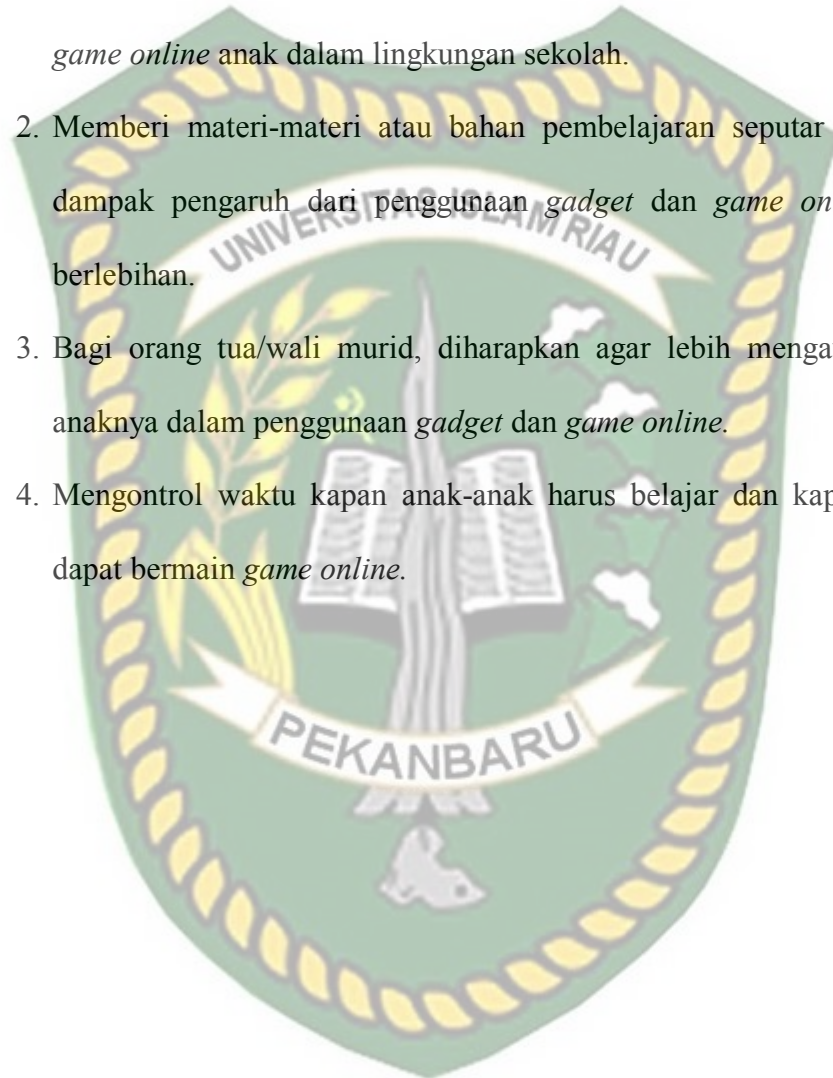 game online anak dalam lingkungan sekolah.
2. Memberi materi-materi atau bahan pembelajaran seputar
dampak pengaruh dari penggunaan gadget dan game on
berlebihan.
3. Bagi orang tua/wali murid, diharapkan agar lebih menga
anaknya dalam penggunaan gadget dan game online.
4. Mengontrol waktu kapan anak-anak harus belajar dan kap
dapat bermain game online.
UNIVERSITAS ISLAM RIAU
PEKANBARU